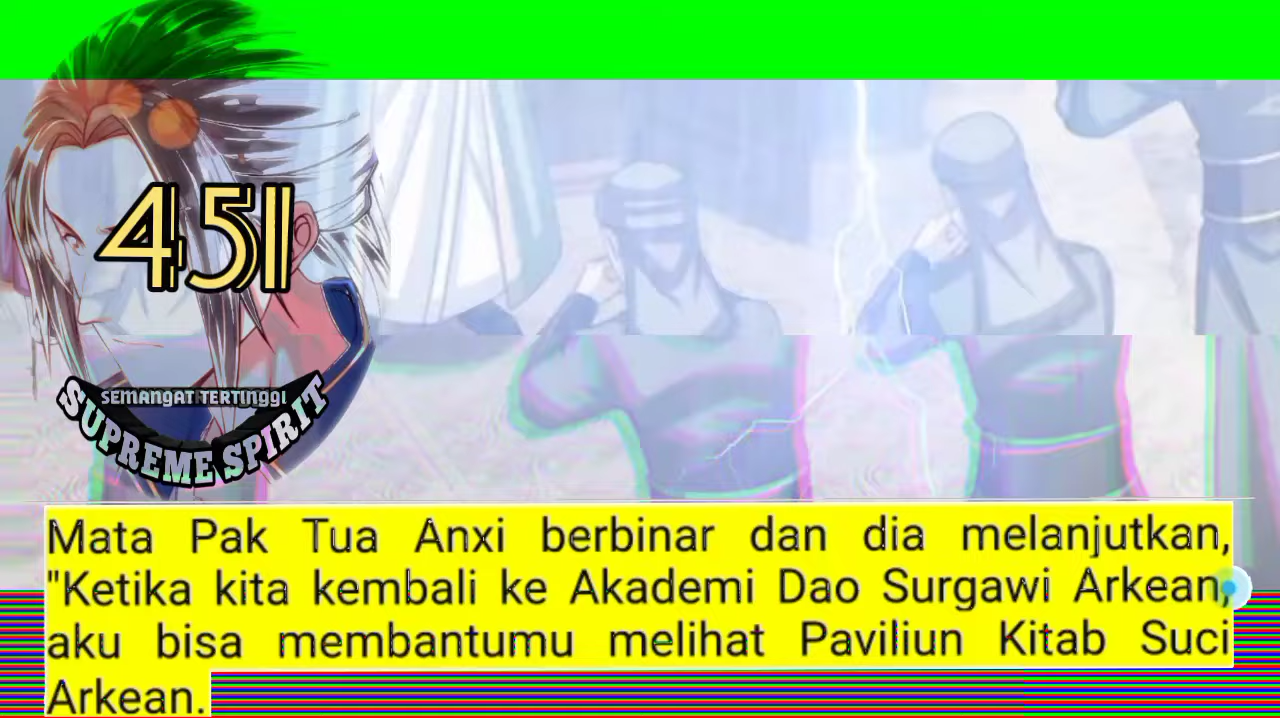 451
SEMANGAT TERTINGGI
SUPREME SPIRIT
Mata Pak Tua Anxi berbinar dan dia melanjutkan,
"Ketika kita kembali ke Akademi Dao Surgawi Arkean,
aku bisa membantumu melihat Paviliun Kitab Suci
Arkean.